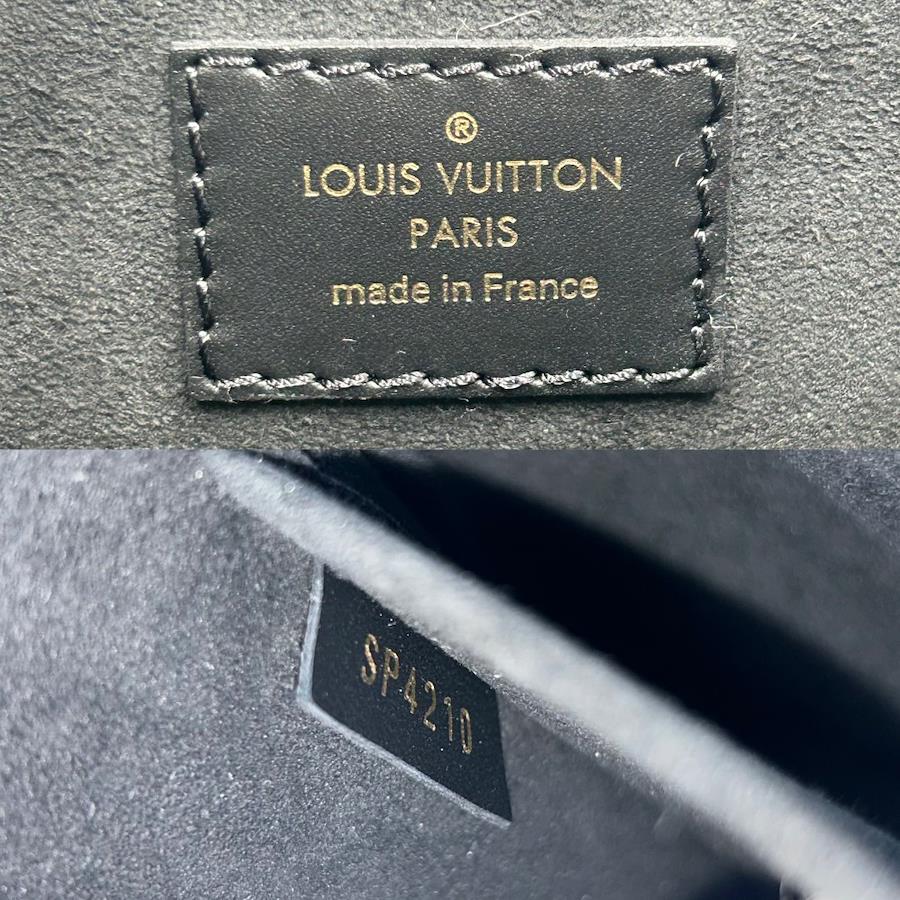 ®
LOUIS VUITTON
PARIS
made in France
SP4210